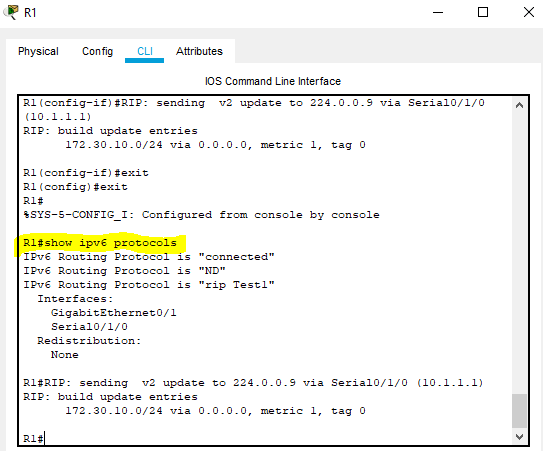 R1
Physical Config CLI Attributes
IOS Command Line Interface
R1(config-if)#RIP: sending  v2 update to 224.0.0.9 via Serial0/1/0
(10.1.1.1)
RIP: build update entries
      172.30.10.0/24 via 0.0.0.0, metric 1, tag 0
R1(config-if)#exit
R1(config)#exit
R1#
%SYS-5-CONFIG_I: Configured from console by console
R1#show ipv6 protocols
IPv6 Routing Protocol is "connected"
IPv6 Routing Protocol is "ND"
IPv6 Routing Protocol is "rip Test1"
  Interfaces:
    GigabitEthernet0/1
    Serial0/1/0
  Redistribution:
    None
R1#RIP: sending  v2 update to 224.0.0.9 via Serial0/1/0 (10.1.1.1)
RIP: build update entries
      172.30.10.0/24 via 0.0.0.0, metric 1, tag 0
R1#